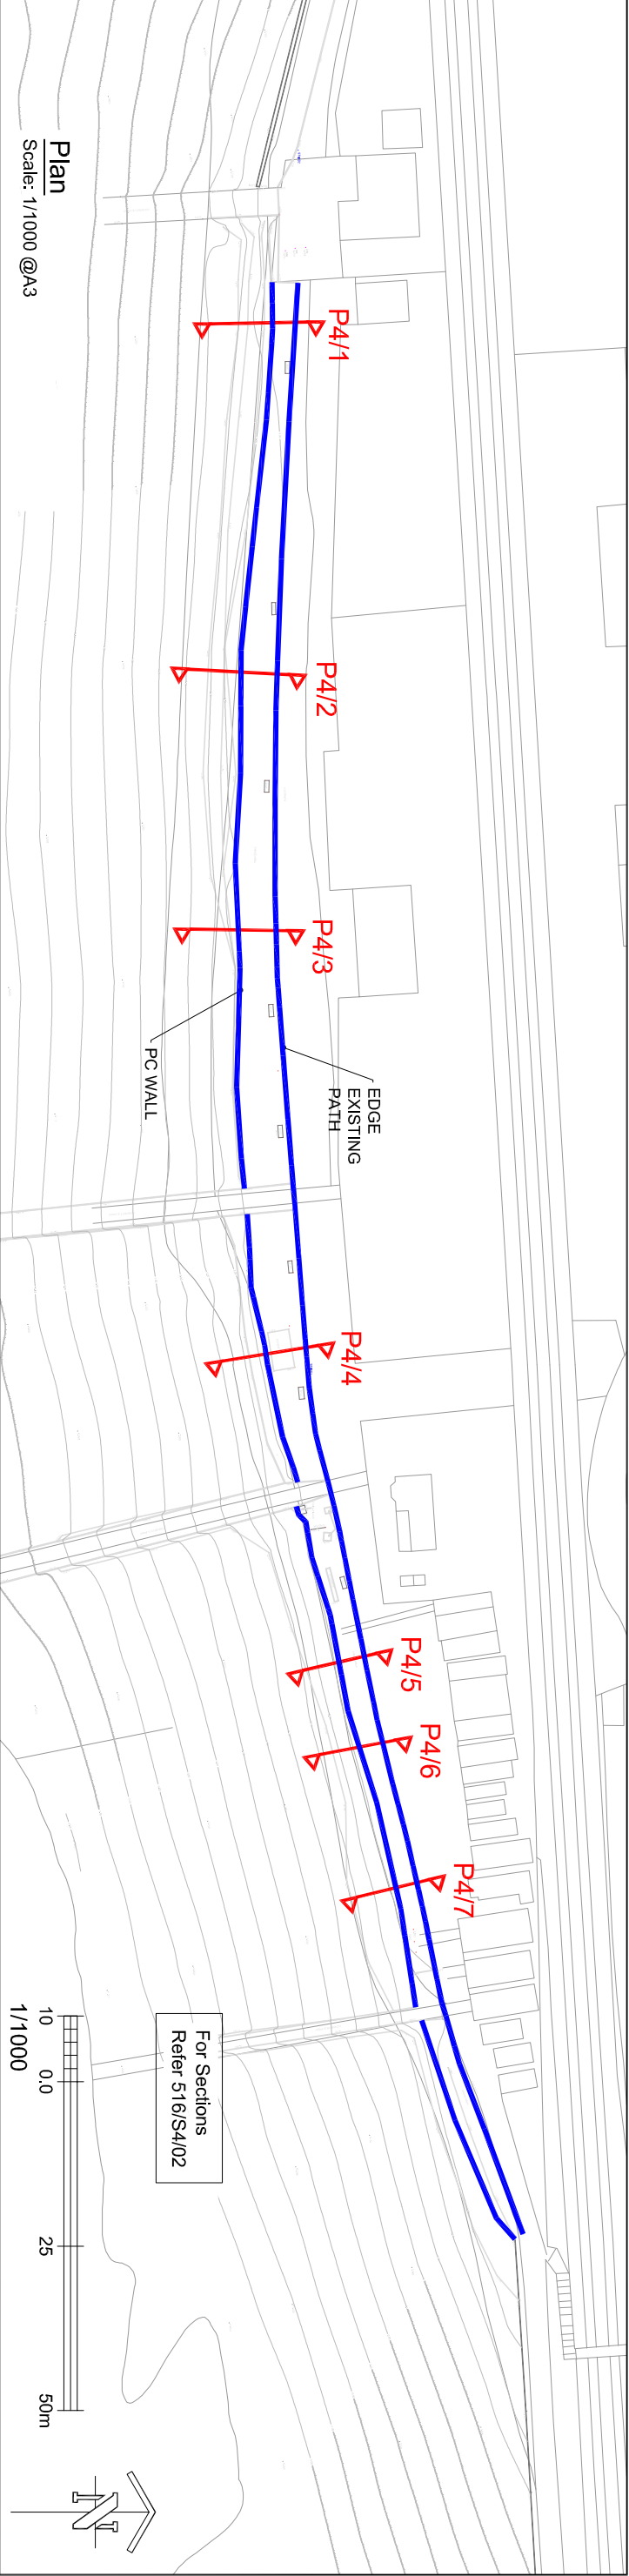 Plan
Scale: 1/1000 @A3
P4/1
P4/2
P4/3
EDGE
EXISTING
PATH
PC WALL
P4/4
P4/5
P4/6
P4/7
For Sections
Refer 516/S4/02
10
0.0
25
50m
1/1000
N